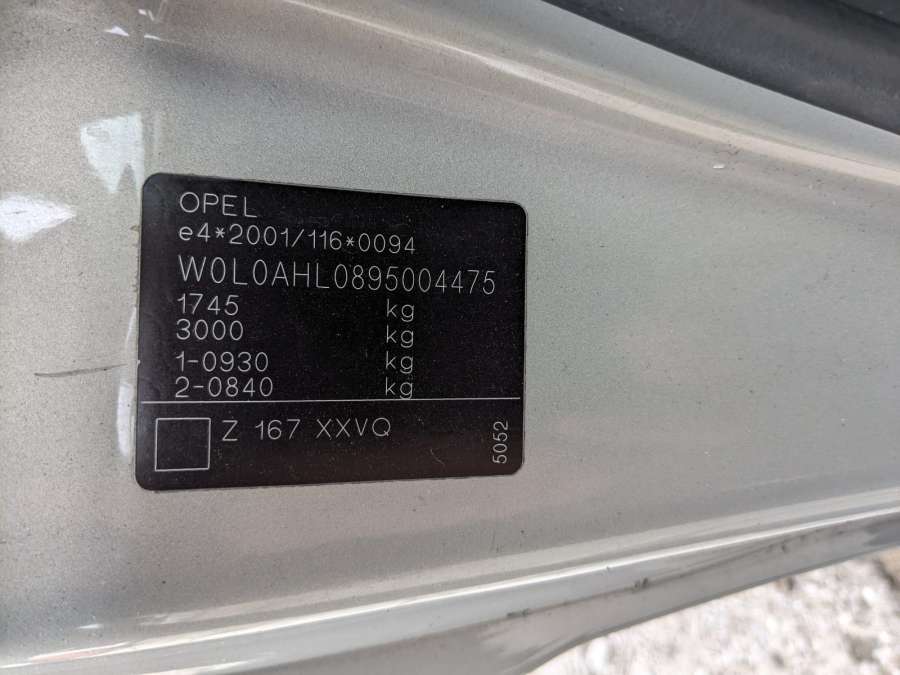 OPEL
e4*2001/116*0094
W0L0AHL0895004475
1745 kg
3000 kg
1-0930 kg
2-0840 kg
Z 167 XXVQ
5052